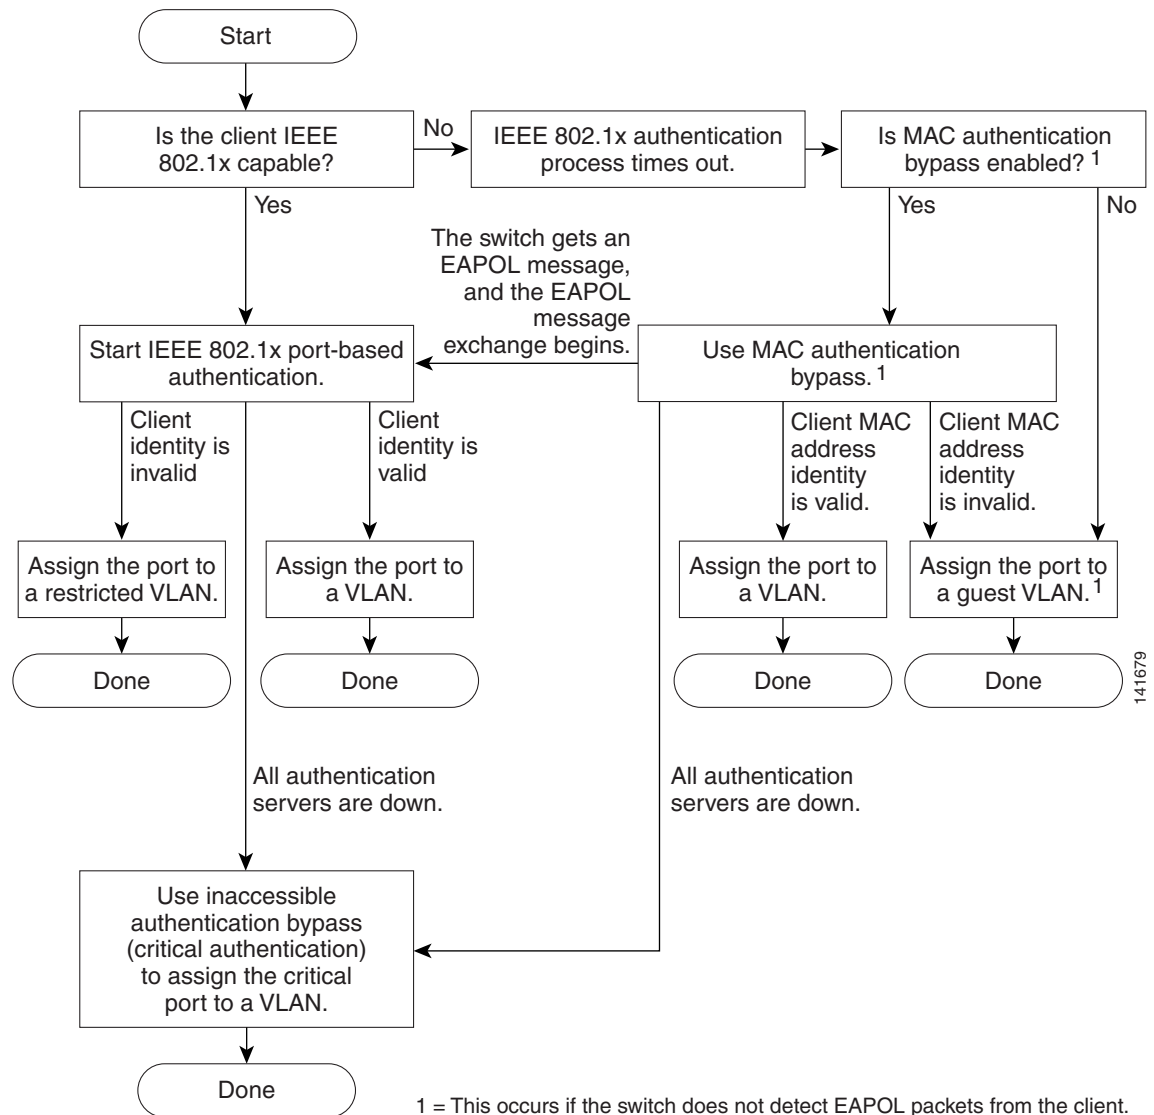 Start
Is the client IEEE
802.1x capable?
No
IEEE 802.1x authentication
process times out.
Is MAC authentication
bypass enabled? 1
Yes
Yes
No
The switch gets an
EAPOL message,
and the EAPOL
message
exchange begins.
Start IEEE 802.1x port-based
authentication.
Use MAC authentication
bypass. 1
Client
identity is
invalid
Client
identity is
valid
Client MAC
address
identity
is valid.
Client MAC
address
identity
is invalid.
Assign the port to
a restricted VLAN.
Assign the port to
a VLAN.
Assign the port to
a VLAN.
Assign the port to
a guest VLAN. 1
Done
Done
Done
Done
141679
All authentication
servers are down.
All authentication
servers are down.
Use inaccessible
authentication bypass
(critical authentication)
to assign the critical
port to a VLAN.
Done
1 = This occurs if the switch does not detect EAPOL packets from the client.